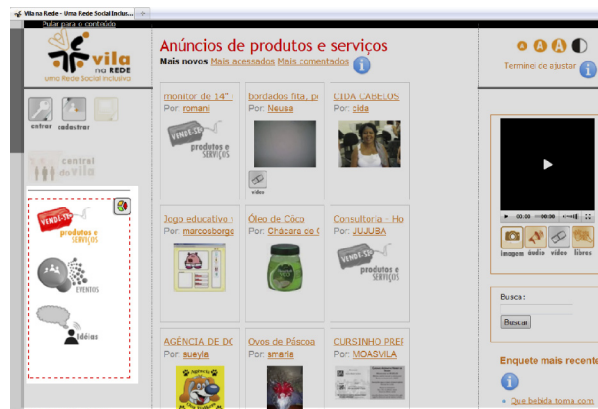 Vila na Rede - Uma Rede Social Inclus...
Pular para o conteúdo
vila
na REDE
uma Rede Social Inclusiva
entrar cadastrar
central
do vila
VENDE-SE
produtos e
SERVIÇOS
EVENTOS
Idéias
Anúncios de produtos e serviços
Mais novos Mais acessados Mais comentados
monitor de 14"
Por: romani
VENDE-SE
produtos e
SERVIÇOS
bordados fita, p
Por: Neusa
vídeo
CIDA CABELOS
Por: cida
Jogo educativo
Por: marcosborge
Óleo de Côco
Por: Chácara de
Consultoria - Ho
Por: JUJUBA
VENDE-SE
produtos e
SERVIÇOS
AGÊNCIA DE DO
Por: sueyla
Ovos de Páscoa
Por: smaria
CURSINHO PREP
Por: MOASVILA
A A A
Terminei de ajustar
00:00 00:00
Imagem áudio vídeo libras
Busca:
Buscar
Enquete mais recente
Que bebida toma com